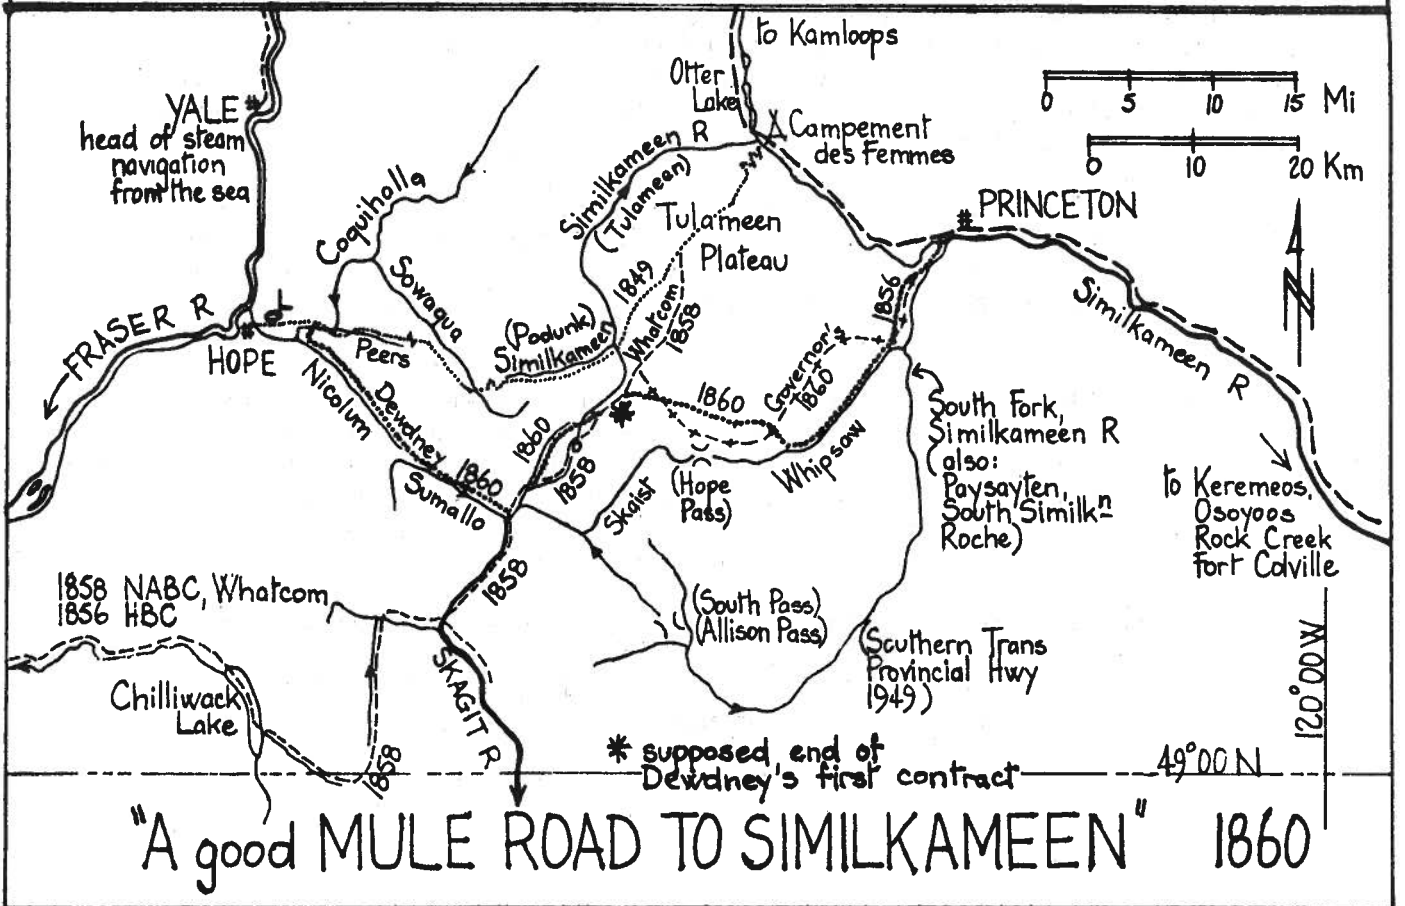 to Kamloops
Otter
Lake
0 5 10 15 Mi
0 10 20 Km
YALE
head of steam
navigation
from the sea
Campement
des Femmes
Similkameen R
(Tulameen)
Coquiholla
Tulameen
Plateau
PRINCETON
N
Sowaqua
1849
Whatcom
1858
1856
Similkameen R
FRASER R
HOPE
Peers
(Podunk)
Similkameen
Nicolum
Dewdney
1860
1860
1858
1860
Governor's
1860
Whipsaw
South Fork,
Similkameen R
(also:
Paysayten,
South Similkn
Roche)
Sumallo
Skaist
(Hope
Pass)
to Keremeos,
Osoyoos
Rock Creek
Fort Colville
1858
1858 NABC, Whatcom
1856 HBC
(South Pass)
(Allison Pass)
(Southern Trans
Provincial Hwy
1949)
Chilliwack
Lake
SKAGIT R
1858
120°00W
* supposed end of
Dewdney's first contract
49°00N
"A good MULE ROAD TO SIMILKAMEEN" 1860